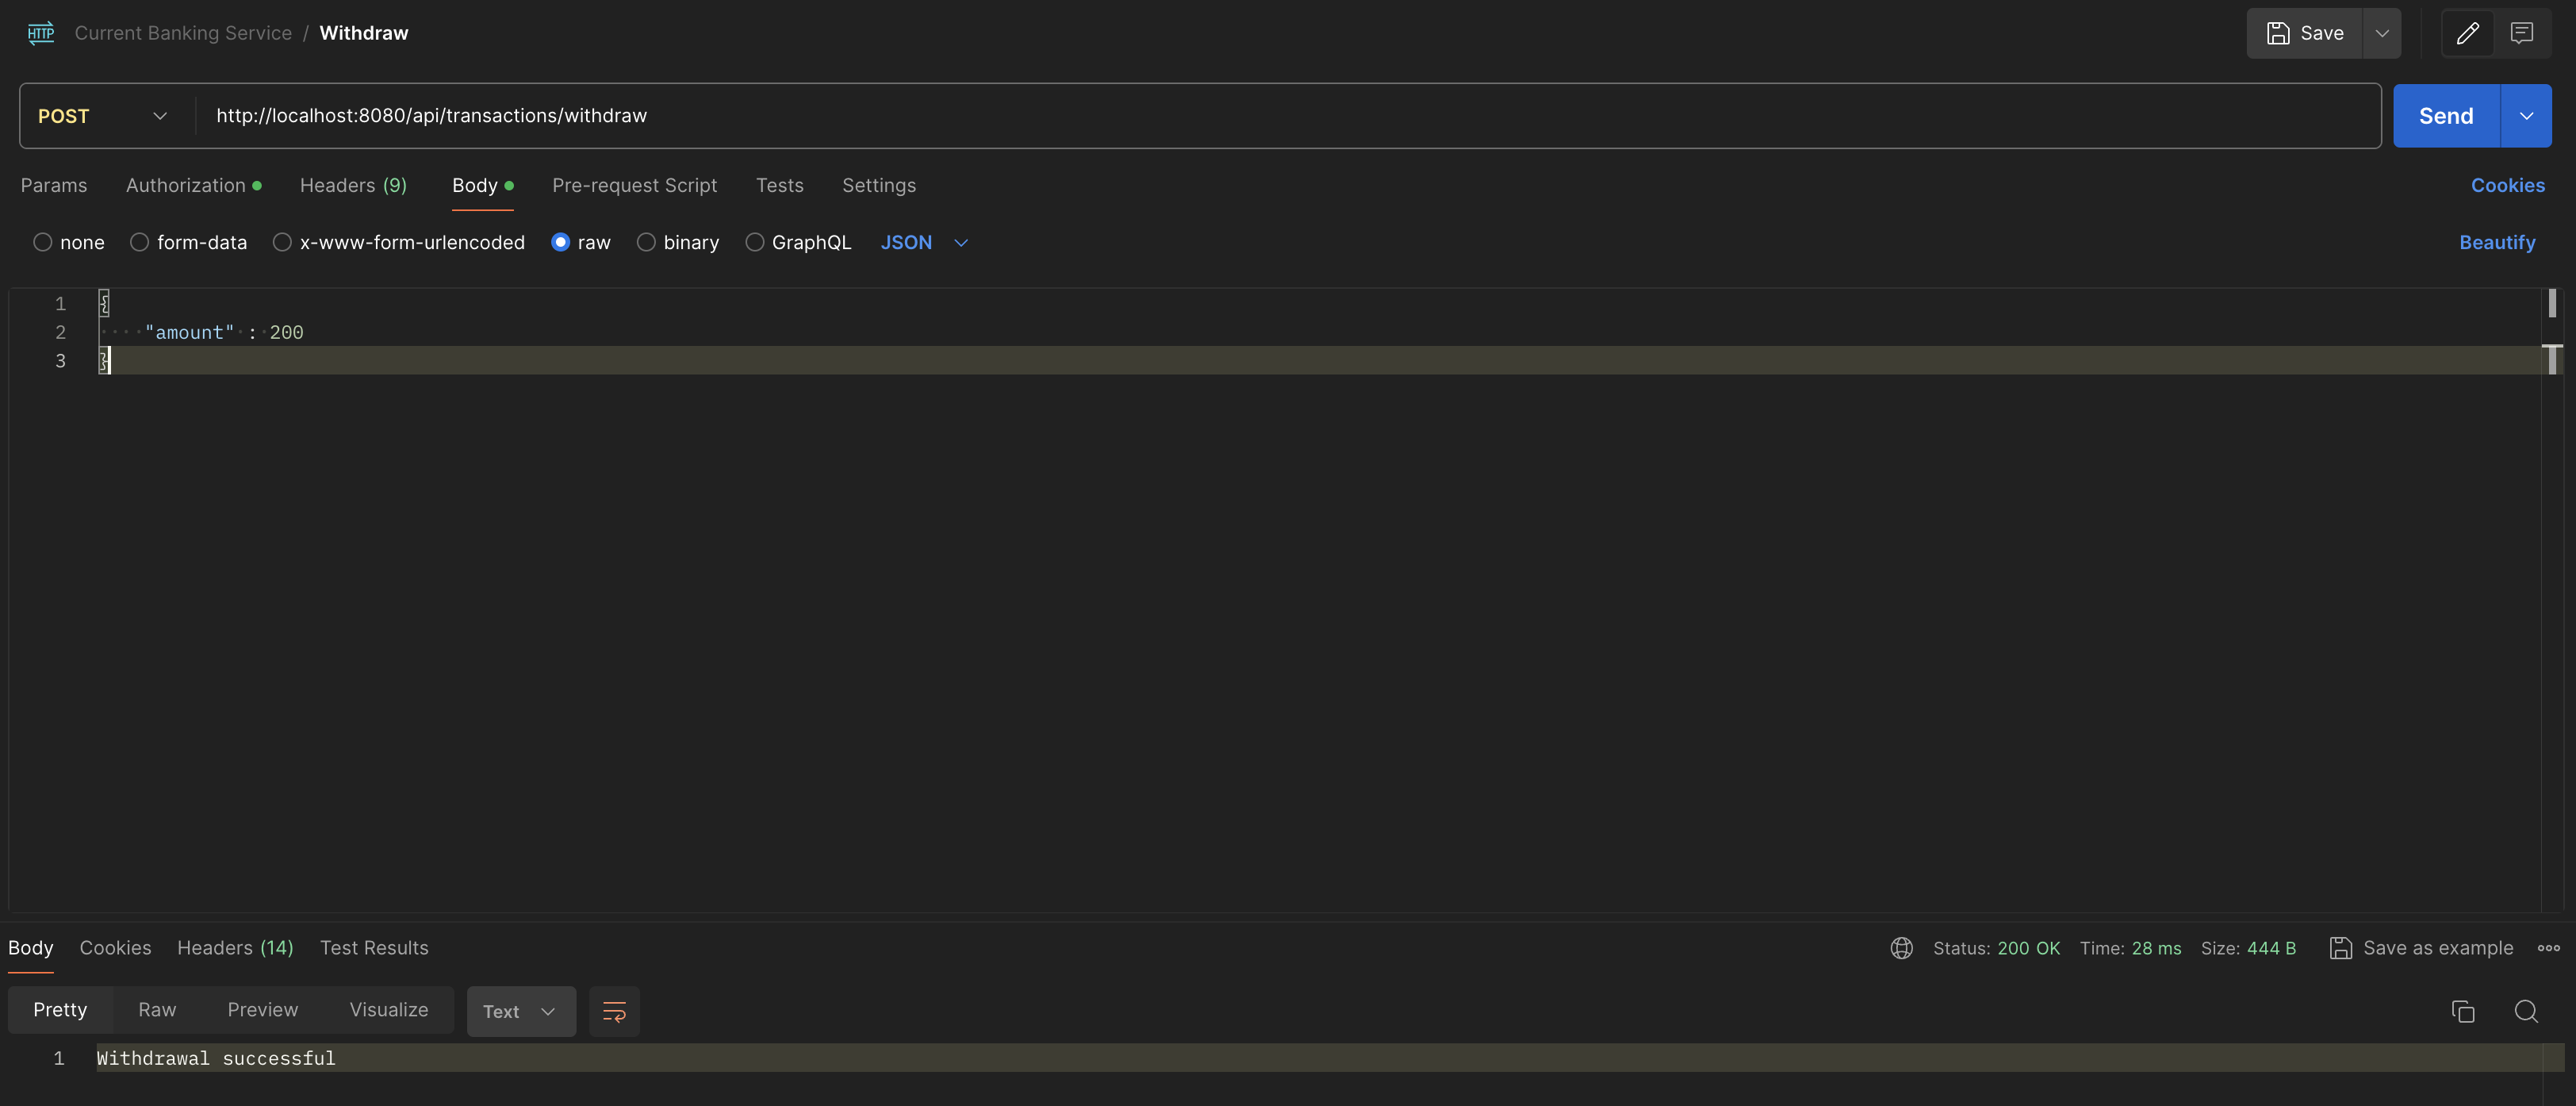 HTTP Current Banking Service / Withdraw Save
POST http://localhost:8080/api/transactions/withdraw Send
Params Authorization Headers (9) Body Pre-request Script Tests Settings Cookies
none form-data x-www-form-urlencoded raw binary GraphQL JSON Beautify
1 {
2 "amount" : 200
3 }
Body Cookies Headers (14) Test Results Status: 200 OK Time: 28 ms Size: 444 B Save as example
Pretty Raw Preview Visualize Text
1 Withdrawal successful